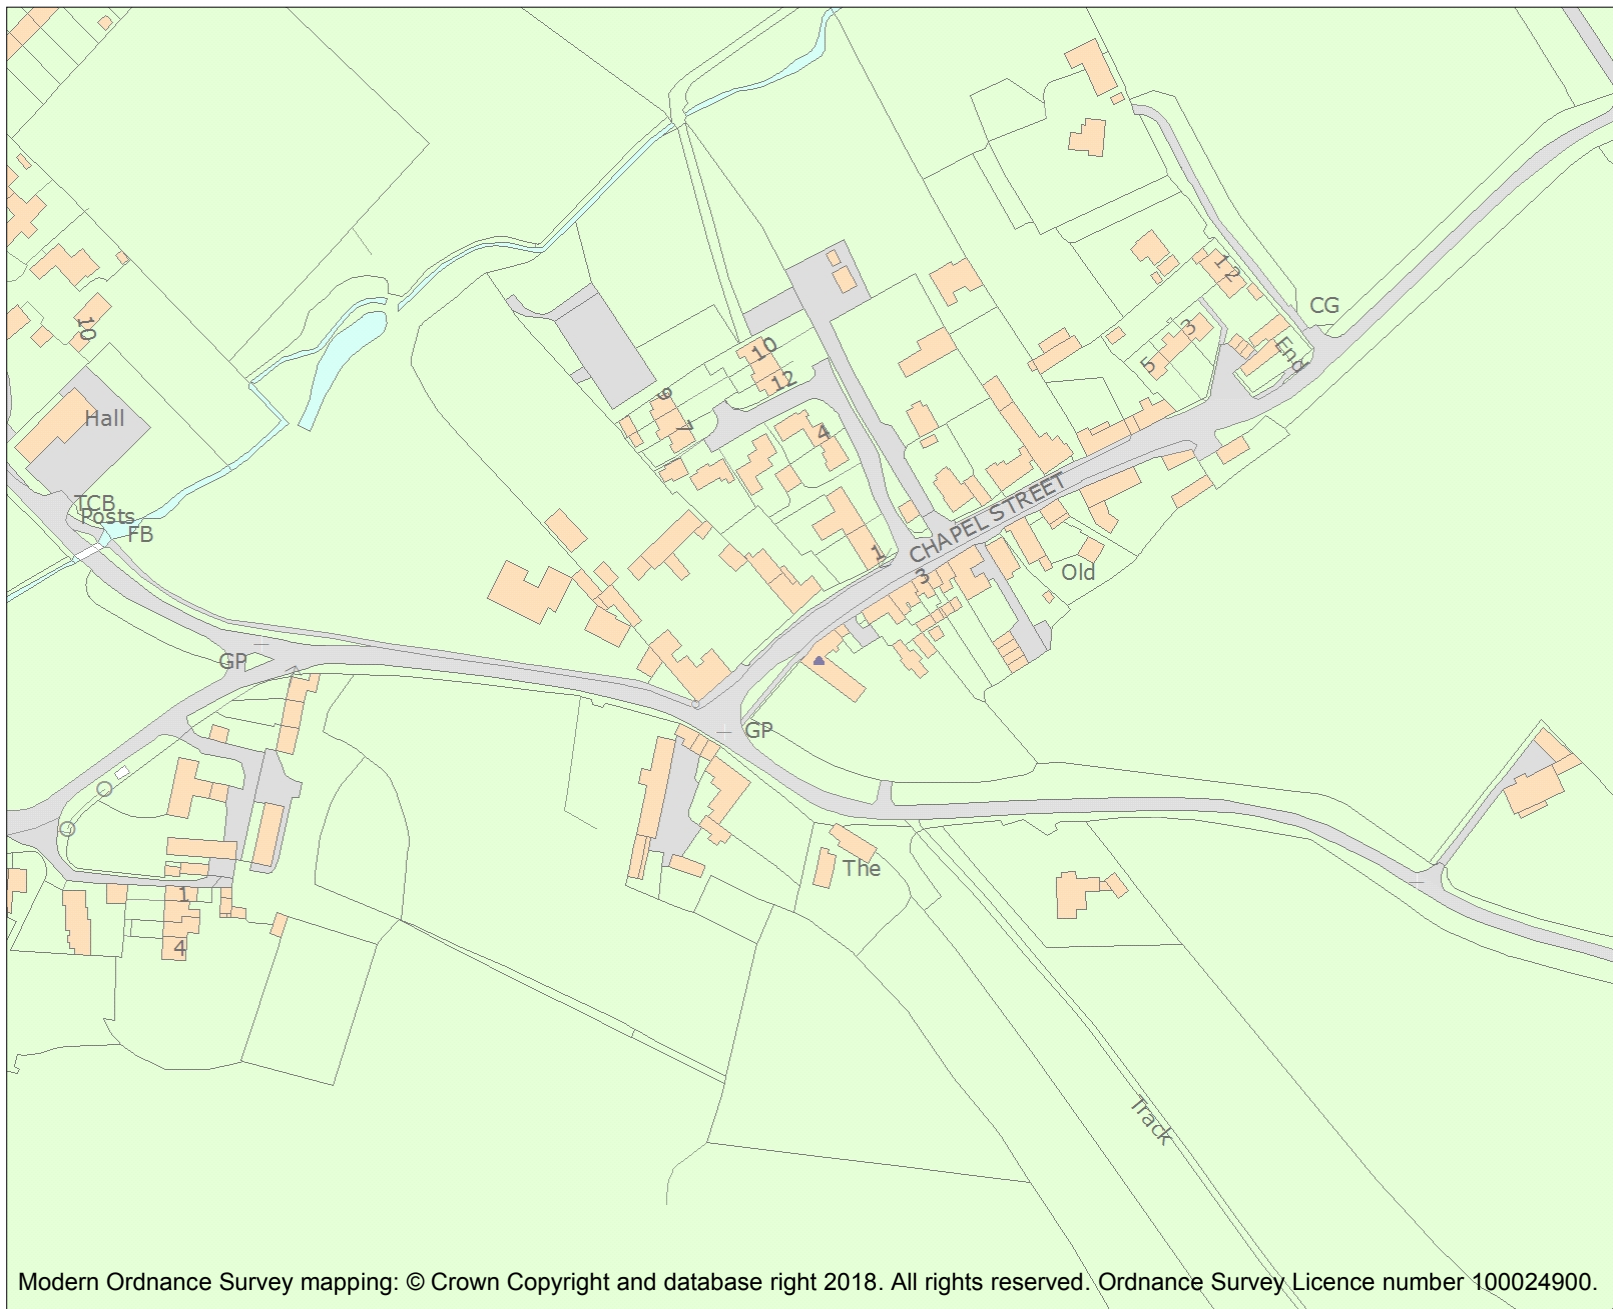 1 2
CG
10
3
10
End
5
12
9
Hall
7
4
CHAPEL STREET
TCB
Posts
FB
1
3
Old
GP
GP
The
1
4
Track
Modern Ordnance Survey mapping: © Crown Copyright and database right 2018. All rights reserved. Ordnance Survey Licence number 100024900.